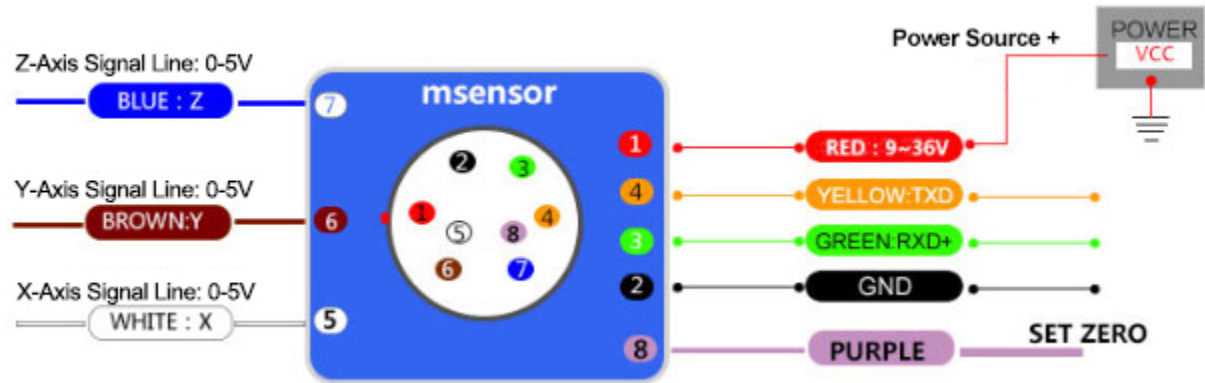 Power Source +
POWER
VCC
Z-Axis Signal Line: 0-5V
BLUE : Z
7
msensor
1
RED : 9~36V
2
3
Y-Axis Signal Line: 0-5V
4
YELLOW:TXD
BROWN:Y
6
1
4
5
8
3
GREEN:RXD+
6
7
2
GND
X-Axis Signal Line: 0-5V
WHITE : X
5
8
PURPLE
SET ZERO